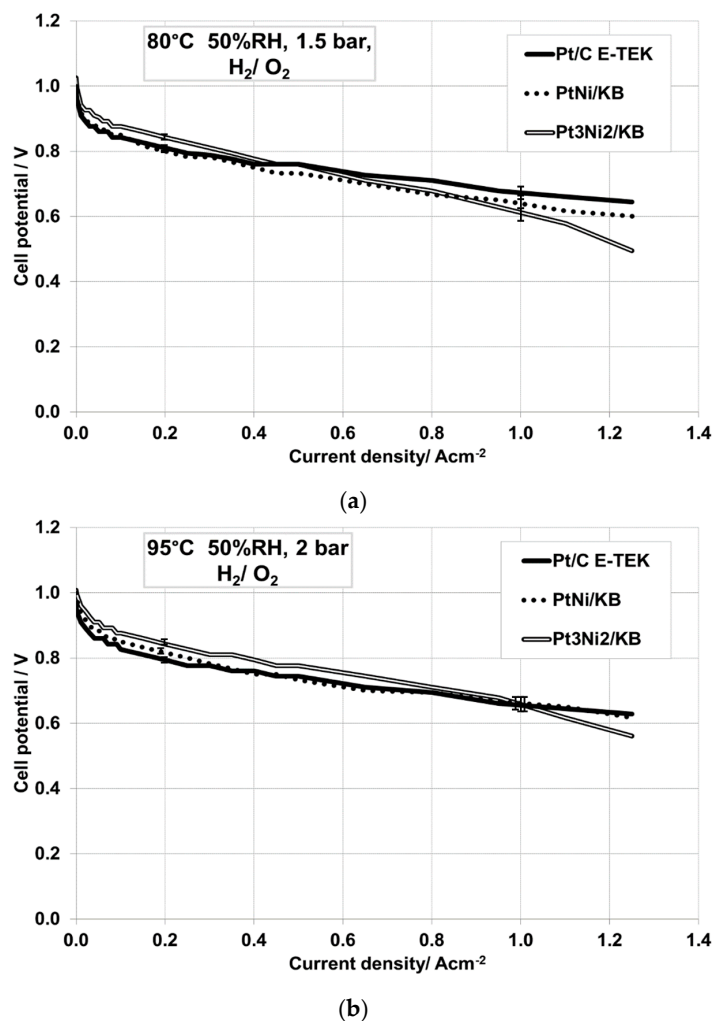 80°C 50%RH, 1.5 bar,
H₂/ O₂
Pt/C E-TEK
PtNi/KB
Pt3Ni2/KB
1.2
1.0
0.8
0.6
0.4
0.2
0.0
Cell potential / V
0.0 0.2 0.4 0.6 0.8 1.0 1.2 1.4
Current density/ Acm⁻²
(a)
95°C 50%RH, 2 bar
H₂/ O₂
Pt/C E-TEK
PtNi/KB
Pt3Ni2/KB
1.2
1.0
0.8
0.6
0.4
0.2
0.0
Cell potential / V
0.0 0.2 0.4 0.6 0.8 1.0 1.2 1.4
Current density/ Acm⁻²
(b)